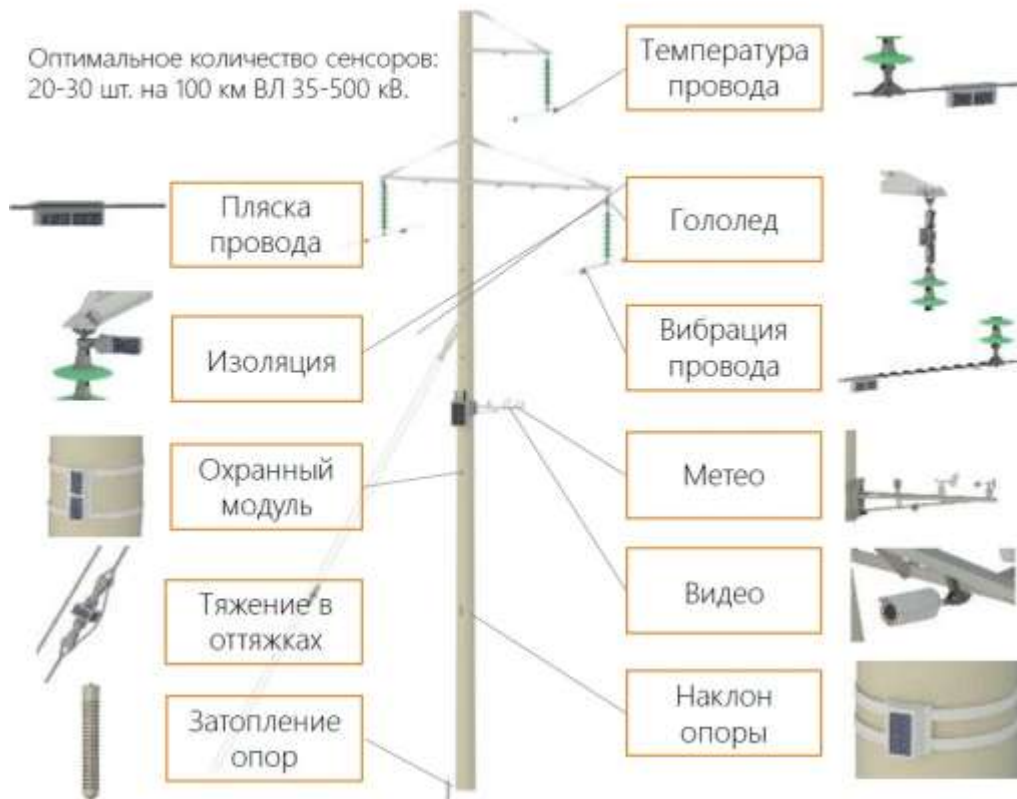 Оптимальное количество сенсоров:
20-30 шт. на 100 км ВЛ 35-500 кВ.
Температура
провода
Пляска
провода
Гололед
Изоляция
Вибрация
провода
Охранный
модуль
Метео
Тяжение в
оттяжках
Видео
Затопление
опор
Наклон
опоры